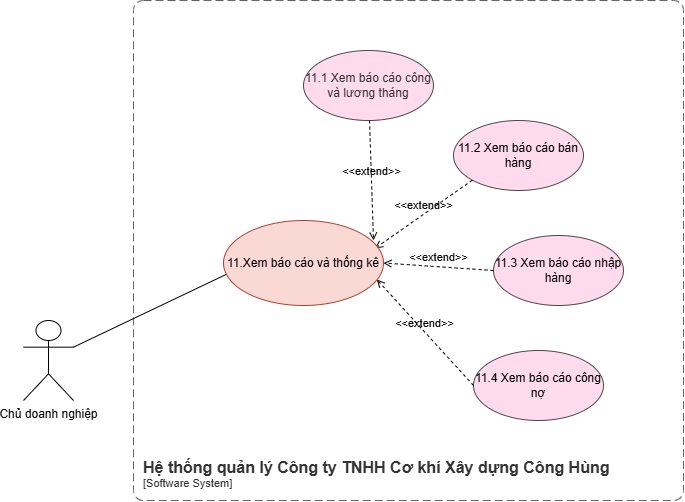 11.1 Xem báo cáo công
và lương tháng
11.2 Xem báo cáo bán
hàng
<<extend>>
<<extend>>
11.Xem báo cáo và thống kê
<<extend>>
11.3 Xem báo cáo nhập
hàng
<<extend>>
11.4 Xem báo cáo công
nợ
Chủ doanh nghiệp
Hệ thống quản lý Công ty TNHH Cơ khí Xây dựng Công Hùng
[Software System]